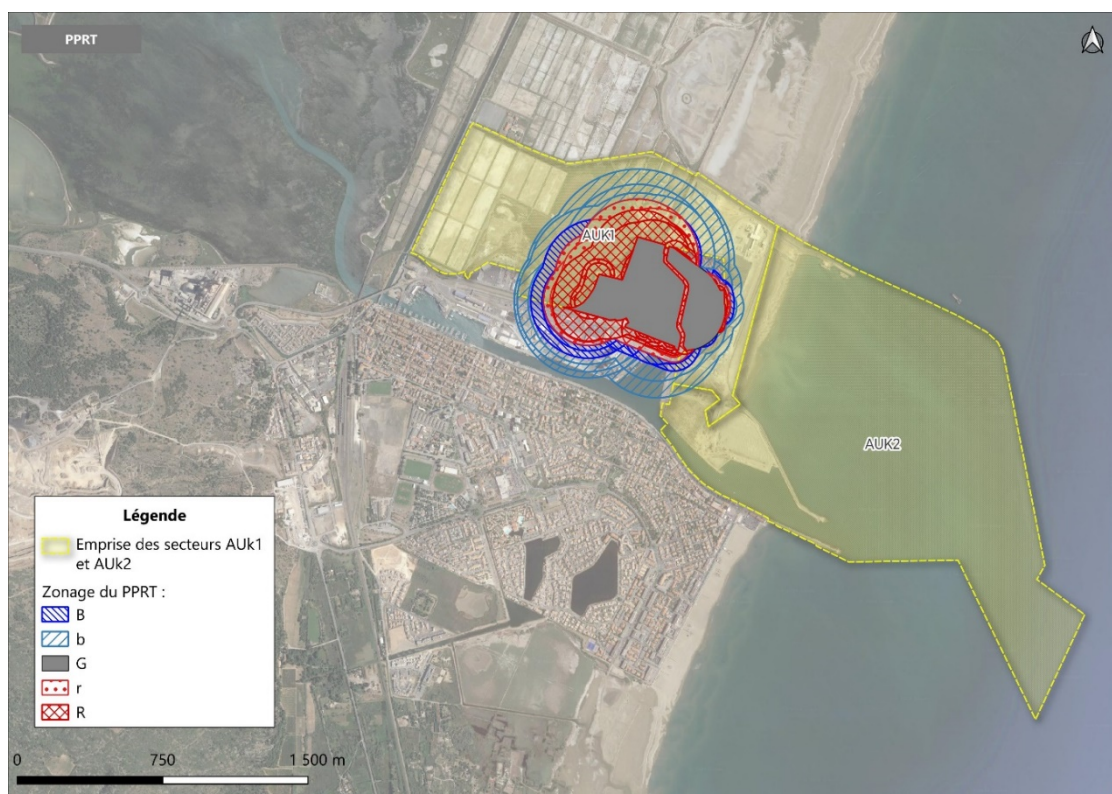 PPRT
AUK1
AUK2
Légende
Emprise des secteurs AUk1
et AUk2
Zonage du PPRT :
B
b
G
r
R
0 750 1 500 m